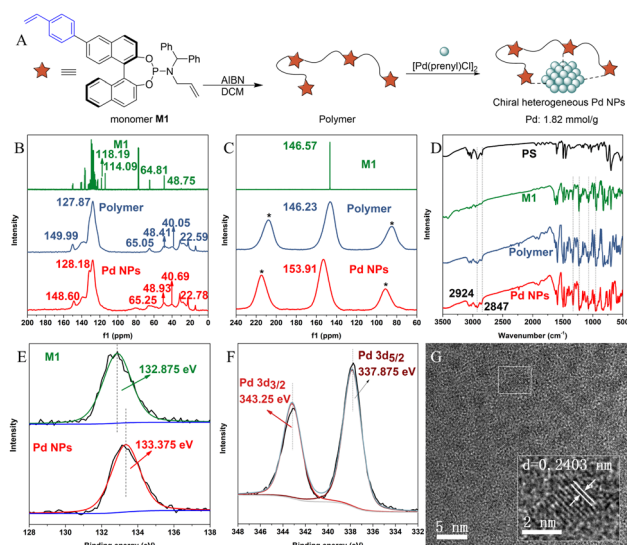 A
Ph
Ph
O
P-N
O
monomer M1
AIBN
DCM
Polymer
[Pd(prenyl)Cl]2
Chiral heterogeneous Pd NPs
Pd: 1.82 mmol/g
B
M1
118.19
114.09
64.81
48.75
127.87
Polymer
149.99
48.41
40.05
65.05
22.59
128.18
Pd NPs
148.60
48.93
40.69
65.25
22.78
Intensity
200 180 160 140 120 100 80 60 40 20 0
f1 (ppm)
C
146.57
M1
146.23
Polymer
*
*
153.91
Pd NPs
*
*
Intensity
240 220 200 180 160 140 120 100 80 60
f1 (ppm)
D
PS
M1
Polymer
Pd NPs
2924
2847
Intensity
3500 3000 2500 2000 1500 1000 500
Wavenumber (cm-1)
E
M1
132.875 eV
Pd NPs
133.375 eV
Intensity
128 130 132 134 136 138
Binding energy (eV)
F
Pd 3d5/2
337.875 eV
Pd 3d3/2
343.25 eV
Intensity
348 346 344 342 340 338 336 334 332
Binding energy (eV)
G
d=0.2403 nm
5 nm
2 nm